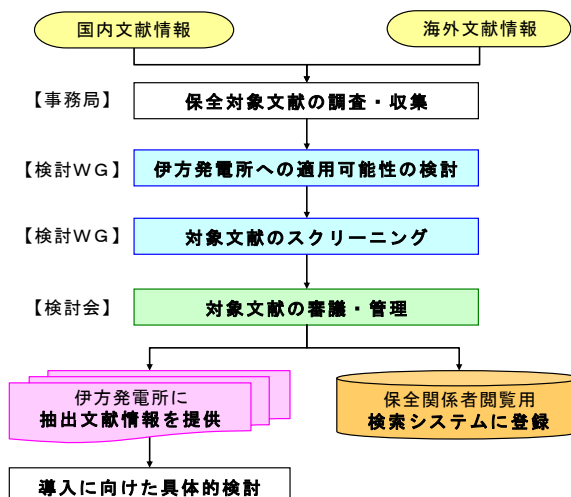 国内文献情報
海外文献情報
【事務局】
保全対象文献の調査・収集
【検討ＷＧ】
伊方発電所への適用可能性の検討
【検討ＷＧ】
対象文献のスクリーニング
【検討会】
対象文献の審議・管理
伊方発電所に
抽出文献情報を提供
保全関係者閲覧用
検索システムに登録
導入に向けた具体的検討